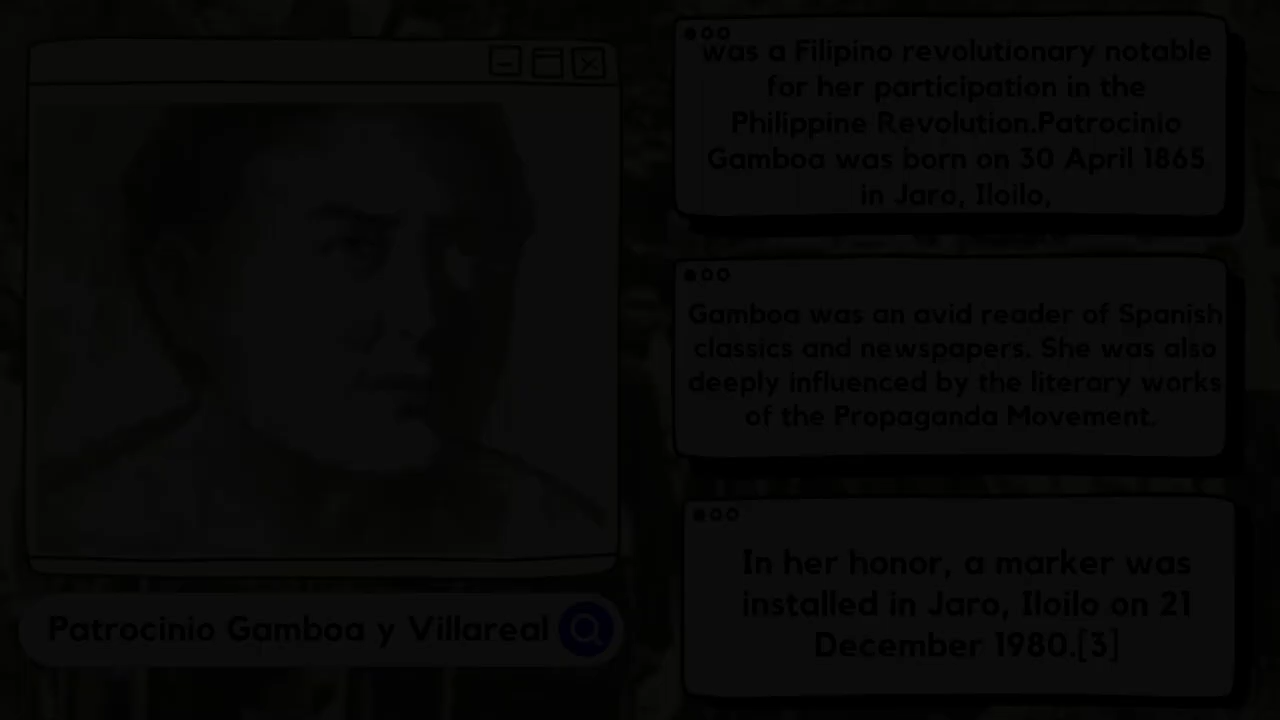 was a Filipino revolutionary notable
for her participation in the
Philippine Revolution.Patrocinio
Gamboa was born on 30 April 1865
in Jaro, Iloilo,
Gamboa was an avid reader of Spanish
classics and newspapers. She was also
deeply influenced by the literary works
of the Propaganda Movement.
In her honor, a marker was
installed in Jaro, Iloilo on 21
December 1980.[3]
Patrocinio Gamboa y Villareal